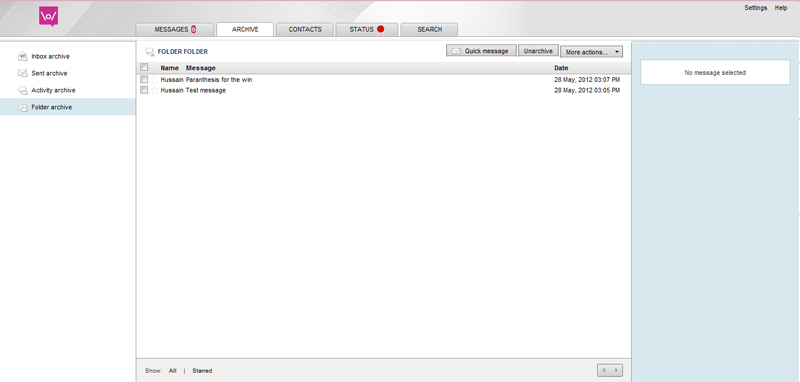 Settings Help
\o/
MESSAGES 0 ARCHIVE CONTACTS STATUS SEARCH
Inbox archive
Sent archive
Activity archive
Folder archive
FOLDER FOLDER Quick message Unarchive More actions...
Name Message Date
Hussain Paranthesis for the win 28 May, 2012 03:07 PM
Hussain Test message 28 May, 2012 03:05 PM
No message selected
Show: All | Starred